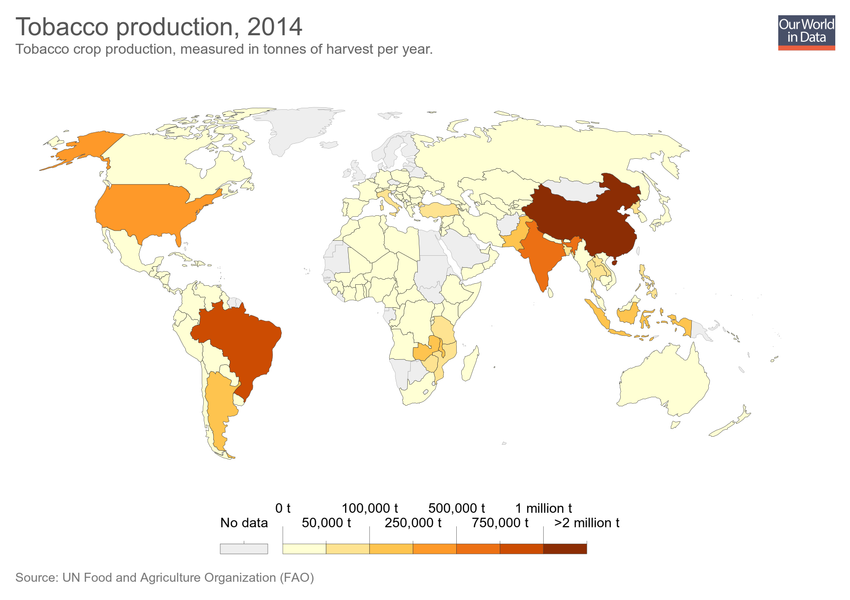 Tobacco production, 2014
Tobacco crop production, measured in tonnes of harvest per year.
Our World
in Data
0 t 100,000 t 500,000 t 1 million t
No data 50,000 t 250,000 t 750,000 t >2 million t
Source: UN Food and Agriculture Organization (FAO)